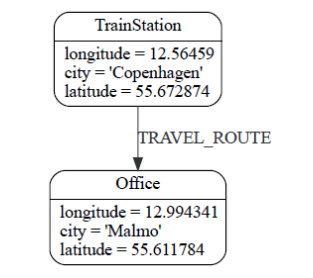 TrainStation
longitude = 12.56459
city = 'Copenhagen'
latitude = 55.672874
TRAVEL_ROUTE
Office
longitude = 12.994341
city = 'Malmo'
latitude = 55.611784